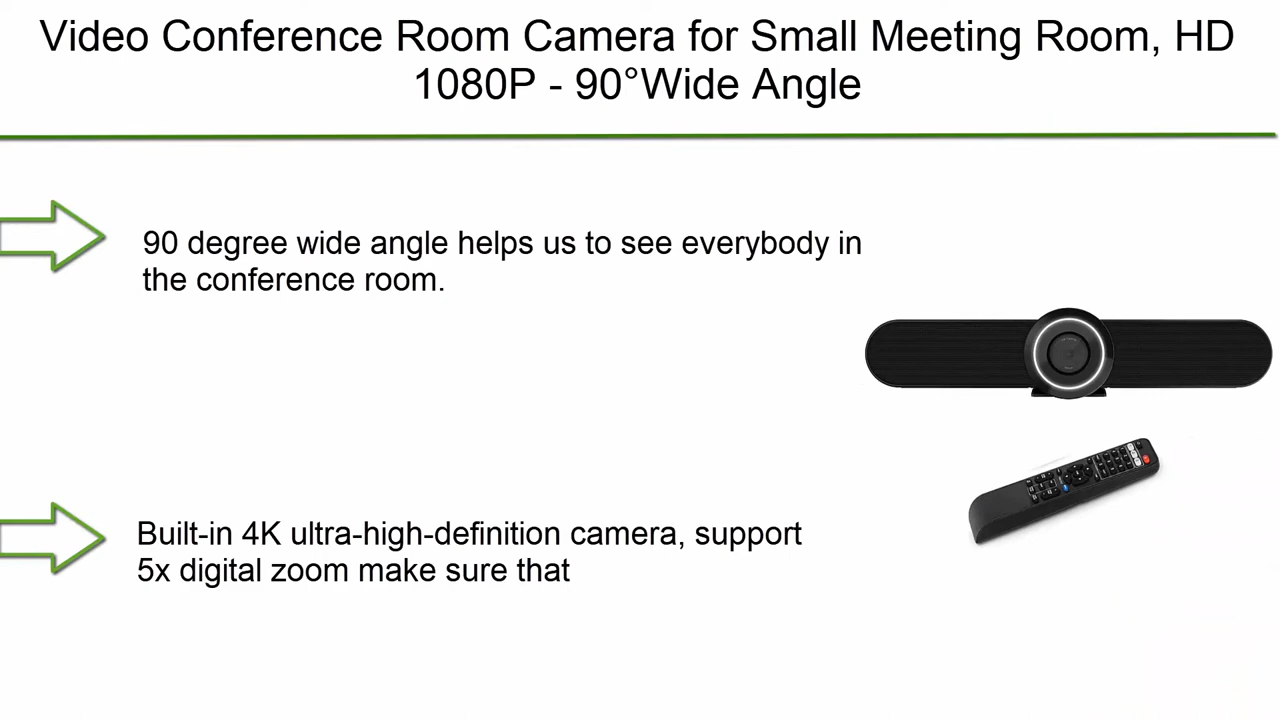 Video Conference Room Camera for Small Meeting Room, HD
1080P - 90°Wide Angle
90 degree wide angle helps us to see everybody in
the conference room.
Built-in 4K ultra-high-definition camera, support
5x digital zoom make sure that